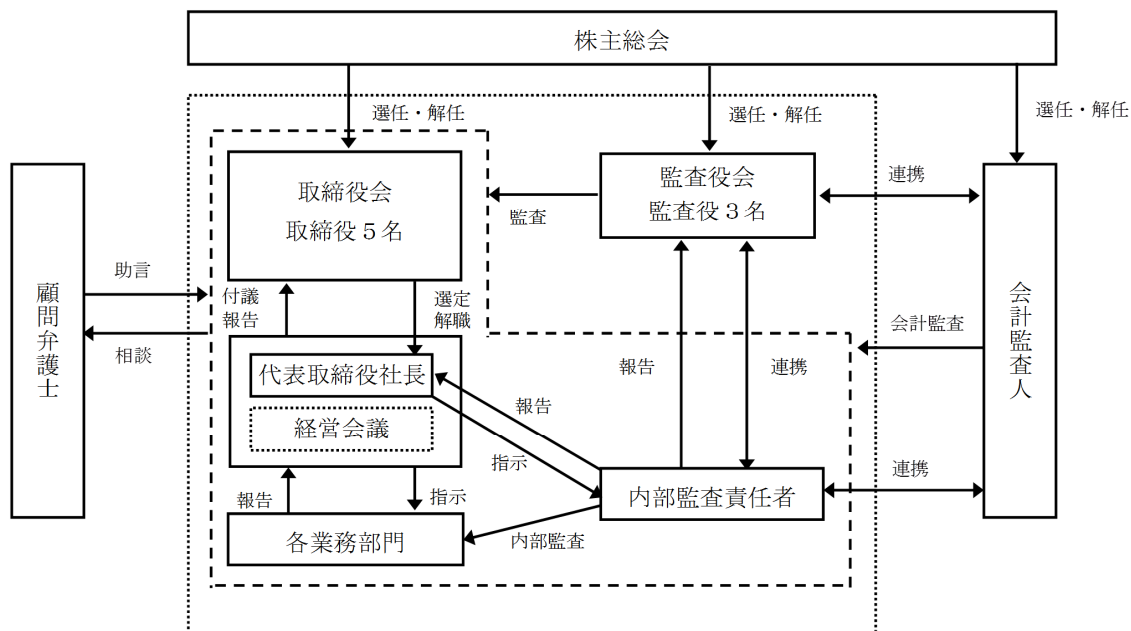 株主総会
選任・解任
選任・解任
選任・解任
取締役会
取締役５名
監査役会
監査役３名
連携
監査
顧問弁護士
助言
相談
付議
報告
選定
解職
会計監査
会計監査人
代表取締役社長
経営会議
報告
連携
報告
指示
内部監査責任者
連携
報告
指示
各業務部門
内部監査